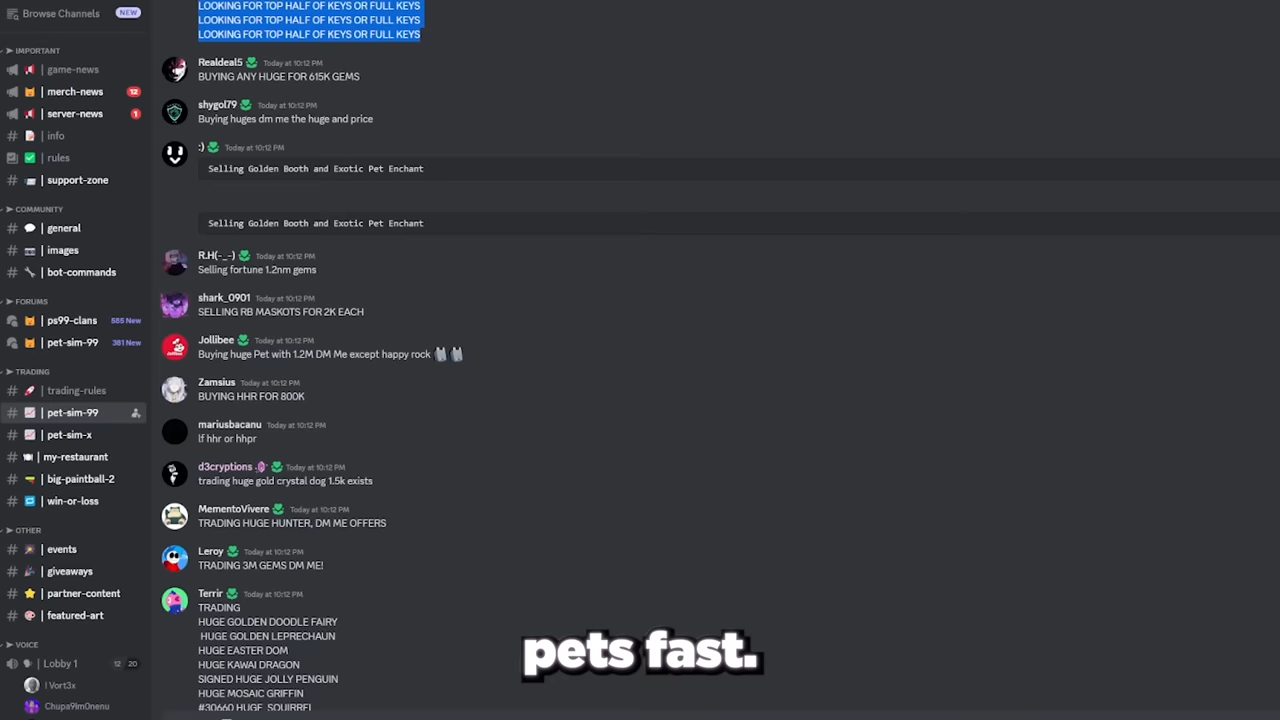 Browse Channels NEW
IMPORTANT
| game-news
| merch-news 12
| server-news 1
| info
| rules
| support-zone
COMMUNITY
| general
| images
| bot-commands
FORUMS
| ps99-clans 585 New
| pet-sim-99 381 New
TRADING
| trading-rules
| pet-sim-99
| pet-sim-x
| my-restaurant
| big-paintball-2
| win-or-loss
OTHER
| events
| giveaways
| partner-content
| featured-art
VOICE
| Lobby 1 12 20
! Vort3x
Chupa9im0nenu
LOOKING FOR TOP HALF OF KEYS OR FULL KEYS
LOOKING FOR TOP HALF OF KEYS OR FULL KEYS
LOOKING FOR TOP HALF OF KEYS OR FULL KEYS
Realdeal5 Today at 10:12 PM
BUYING ANY HUGE FOR 615K GEMS
shygol79 Today at 10:12 PM
Buying huges dm me the huge and price
:) Today at 10:12 PM
Selling Golden Booth and Exotic Pet Enchant
Selling Golden Booth and Exotic Pet Enchant
R.H(-_-) Today at 10:12 PM
Selling fortune 1.2nm gems
shark_0901 Today at 10:12 PM
SELLING RB MASKOTS FOR 2K EACH
Jollibee Today at 10:12 PM
Buying huge Pet with 1.2M DM Me except happy rock
Zamsius Today at 10:12 PM
BUYING HHR FOR 800K
mariusbacanu Today at 10:12 PM
lf hhr or hhpr
d3cryptions Today at 10:12 PM
trading huge gold crystal dog 1.5k exists
MementoVivere Today at 10:12 PM
TRADING HUGE HUNTER, DM ME OFFERS
Leroy Today at 10:12 PM
TRADING 3M GEMS DM ME!
Terrir Today at 10:12 PM
TRADING
HUGE GOLDEN DOODLE FAIRY
HUGE GOLDEN LEPRECHAUN
HUGE EASTER DOM
HUGE KAWAI DRAGON
SIGNED HUGE JOLLY PENGUIN
HUGE MOSAIC GRIFFIN
#30660 HUGE SQUIRREL
pets fast.